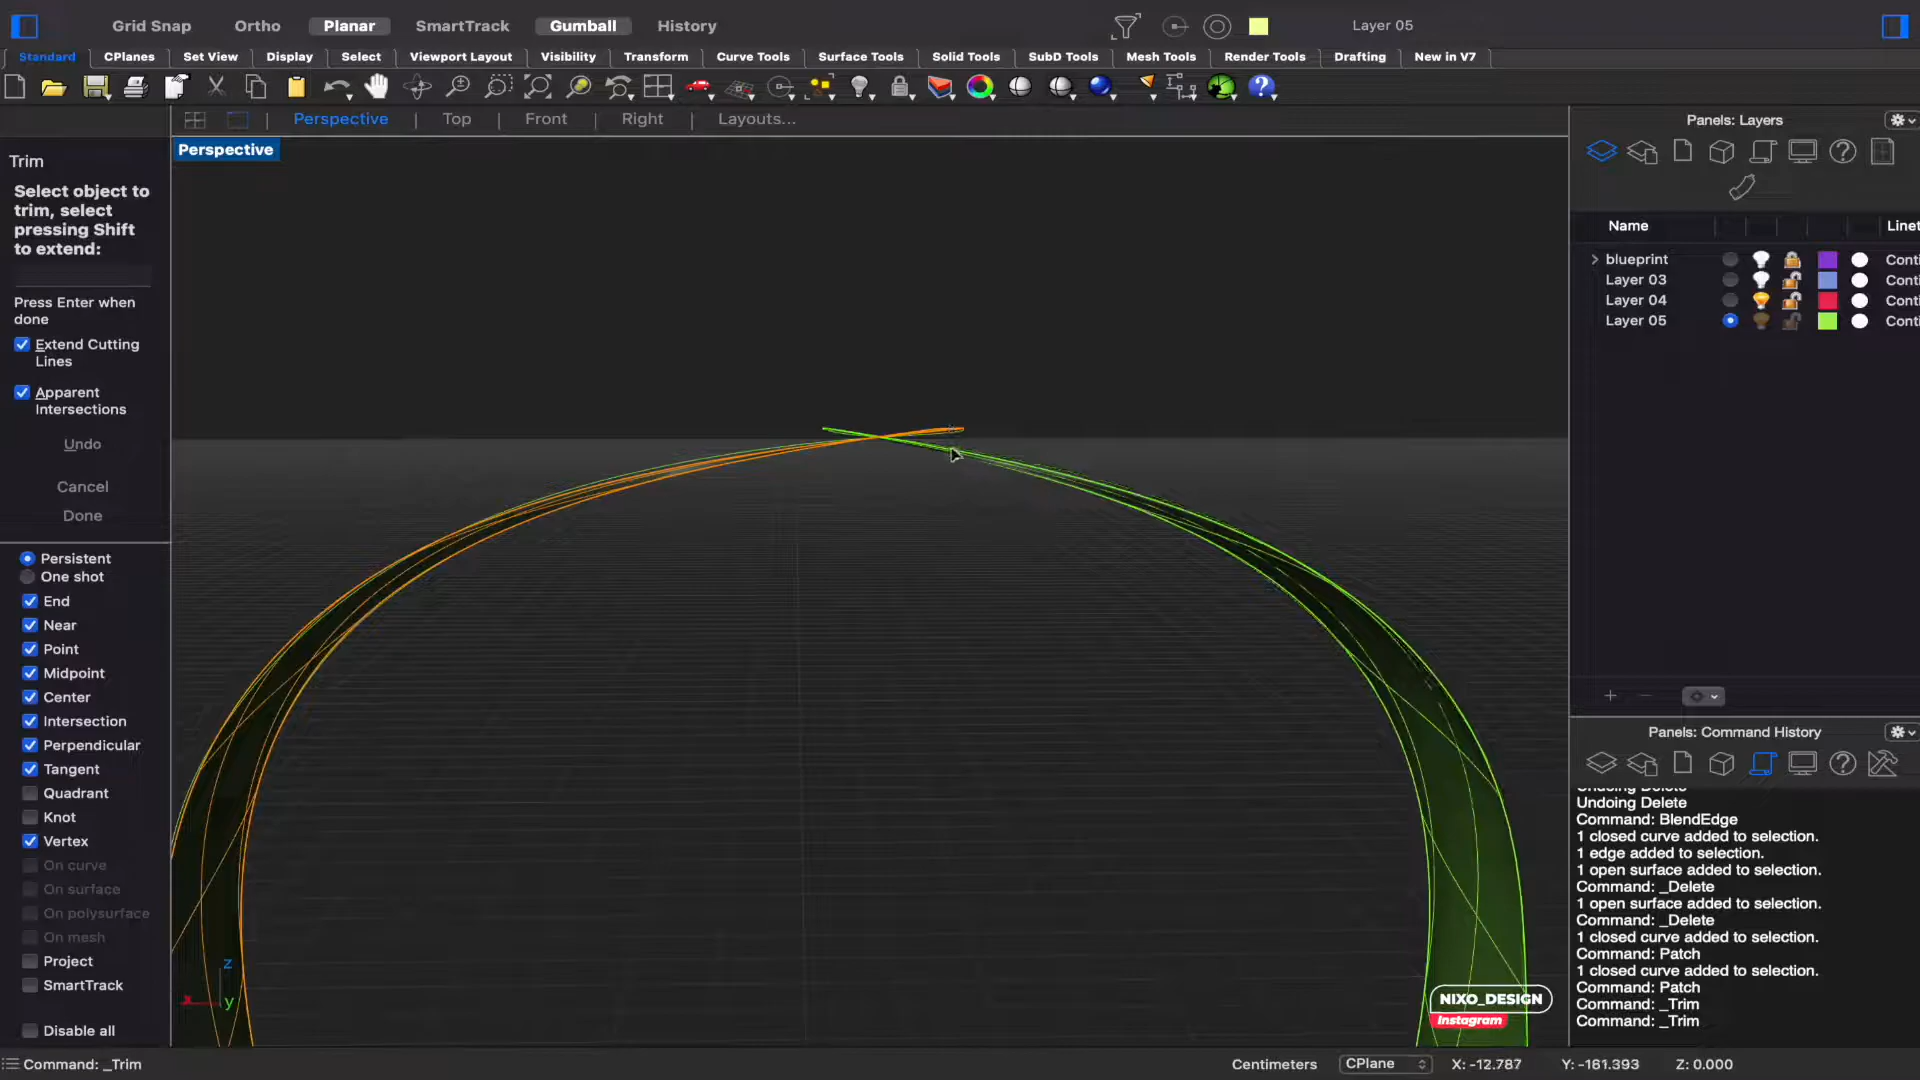 Grid Snap Ortho Planar SmartTrack Gumball History Layer 05
Standard CPlanes Set View Display Select Viewport Layout Visibility Transform Curve Tools Surface Tools Solid Tools SubD Tools Mesh Tools Render Tools Drafting New in V7
Perspective Top Front Right Layouts...
Perspective
Trim
Select object to
trim, select
pressing Shift
to extend:
Press Enter when
done
Extend Cutting
Lines
Apparent
Intersections
Undo
Cancel
Done
Persistent
One shot
End
Near
Point
Midpoint
Center
Intersection
Perpendicular
Tangent
Quadrant
Knot
Vertex
On curve
On surface
On polysurface
On mesh
Project
SmartTrack
Disable all
z
x
y
NIXO_DESIGN
Instagram
Panels: Layers
Name Linet
blueprint Conti
Layer 03 Conti
Layer 04 Conti
Layer 05 Conti
Panels: Command History
Undoing Delete
Undoing Delete
Command: BlendEdge
1 closed curve added to selection.
1 edge added to selection.
1 open surface added to selection.
Command: _Delete
1 open surface added to selection.
Command: _Delete
1 closed curve added to selection.
Command: Patch
1 closed curve added to selection.
Command: Patch
Command: _Trim
Command: _Trim
Command: _Trim Centimeters CPlane X: -12.787 Y: -161.393 Z: 0.000